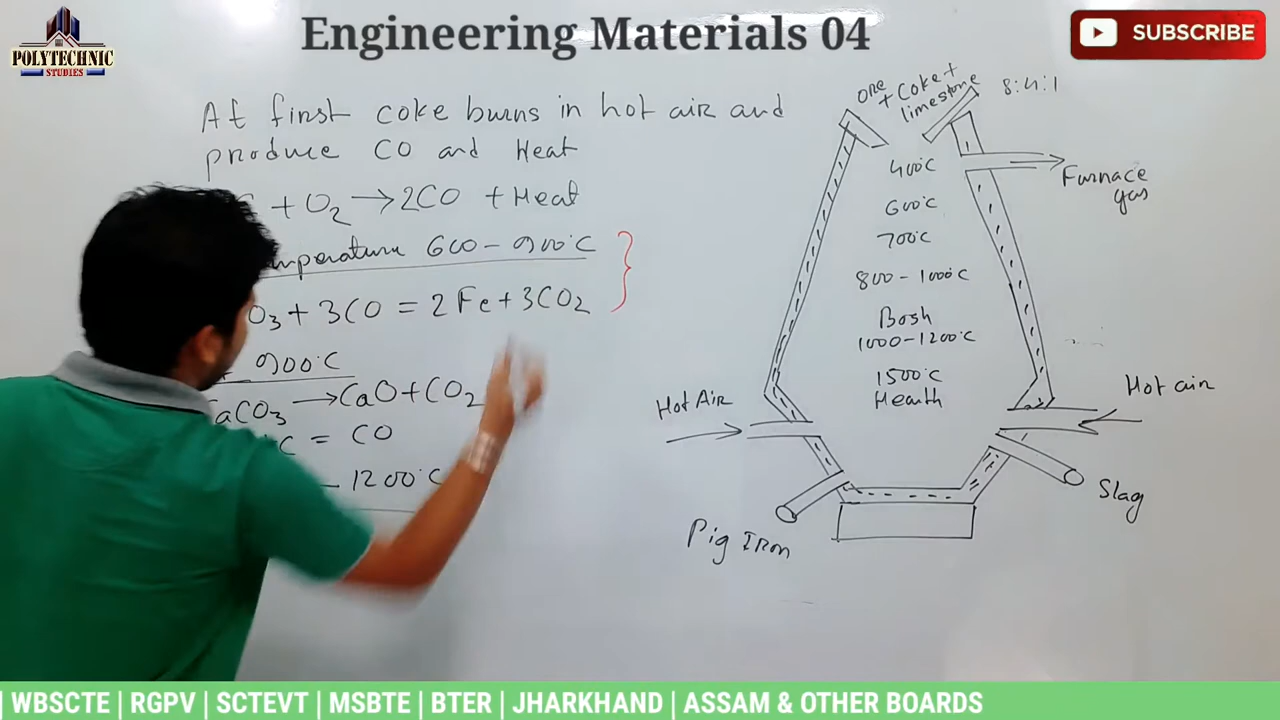 Engineering Materials 04
POLYTECHNIC
STUDIES
SUBSCRIBE
At first coke burns in hot air and
produce CO and Heat
+ O2 → 2CO + Heat
600 - 900°C
O3 + 3CO = 2Fe + 3CO2
900°C
CaCO3 → CaO + CO2
C = CO
1200°C
ore + Coke +
limestone
8:4:1
400°C
600°C
700°C
800 - 1000°C
Bosh
1000-1200°C
1500°C
Hearth
Furnace
gas
Hot Air
Hot air
Slag
Pig Iron
| WBSCTE | RGPV | SCTEVT | MSBTE | BTER | JHARKHAND | ASSAM & OTHER BOARDS